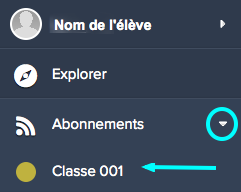 Nom de l'élève
Explorer
Abonnements
Classe 001